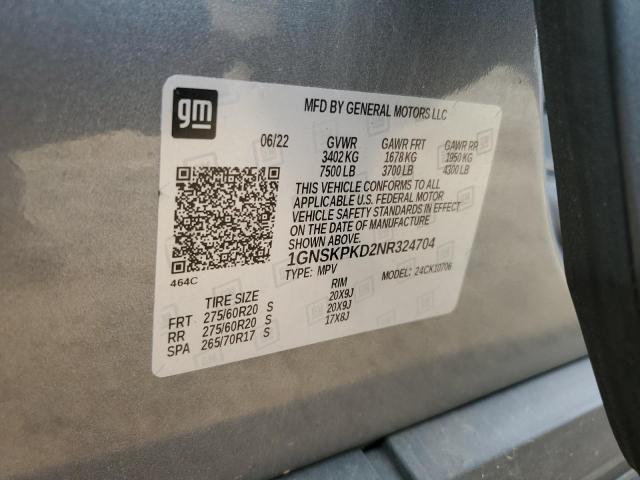 gm
MFD BY GENERAL MOTORS LLC
06/22 GVWR GAWR FRT GAWR RR
3402 KG 1678 KG 1950 KG
7500 LB 3700 LB 4300 LB
THIS VEHICLE CONFORMS TO ALL
APPLICABLE U.S. FEDERAL MOTOR
VEHICLE SAFETY STANDARDS IN EFFECT
ON THE DATE OF MANUFACTURE
SHOWN ABOVE.
1GNSKPKD2NR324704
464C TYPE: MPV MODEL: 24CK10706
TIRE SIZE RIM
FRT 275/60R20 S 20X9J
RR 275/60R20 S 20X9J
SPA 265/70R17 S 17X8J